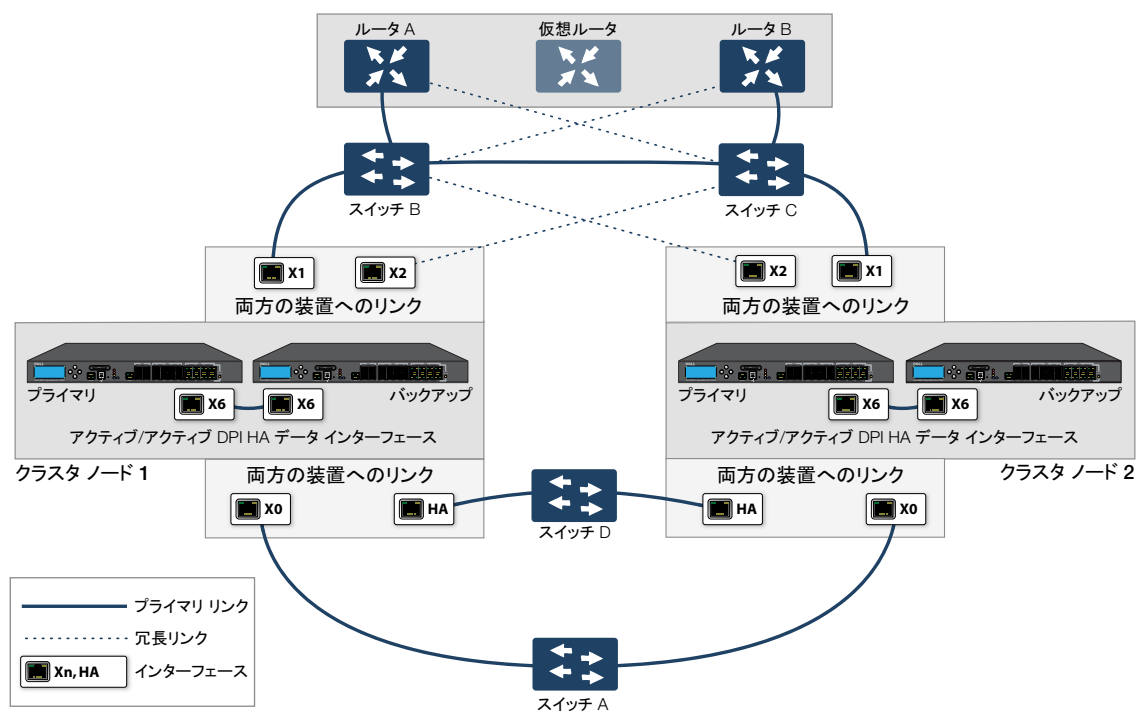 ルータ A
仮想ルータ
ルータ B
スイッチ B
スイッチ C
X1
X2
X2
X1
両方の装置へのリンク
両方の装置へのリンク
プライマリ
バックアップ
プライマリ
バックアップ
X6
X6
X6
X6
アクティブ/アクティブ DPI HA データ インターフェース
アクティブ/アクティブ DPI HA データ インターフェース
クラスタ ノード 1
クラスタ ノード 2
両方の装置へのリンク
両方の装置へのリンク
X0
HA
HA
X0
スイッチ D
プライマリ リンク
冗長リンク
Xn, HA
インターフェース
スイッチ A